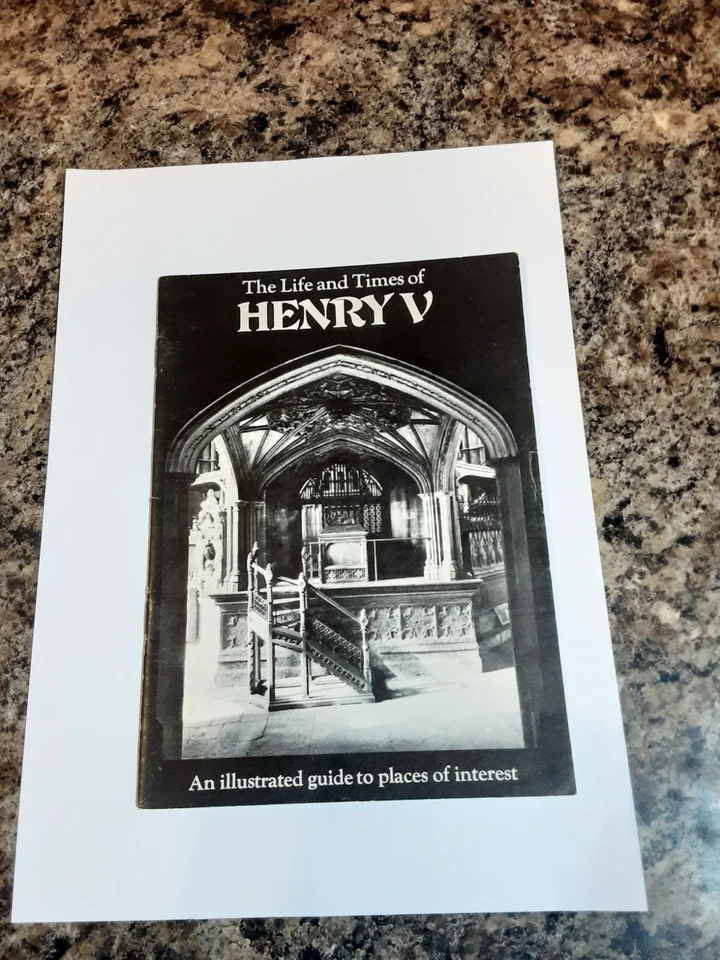 The Life and Times of
HENRY V
An illustrated guide to places of interest